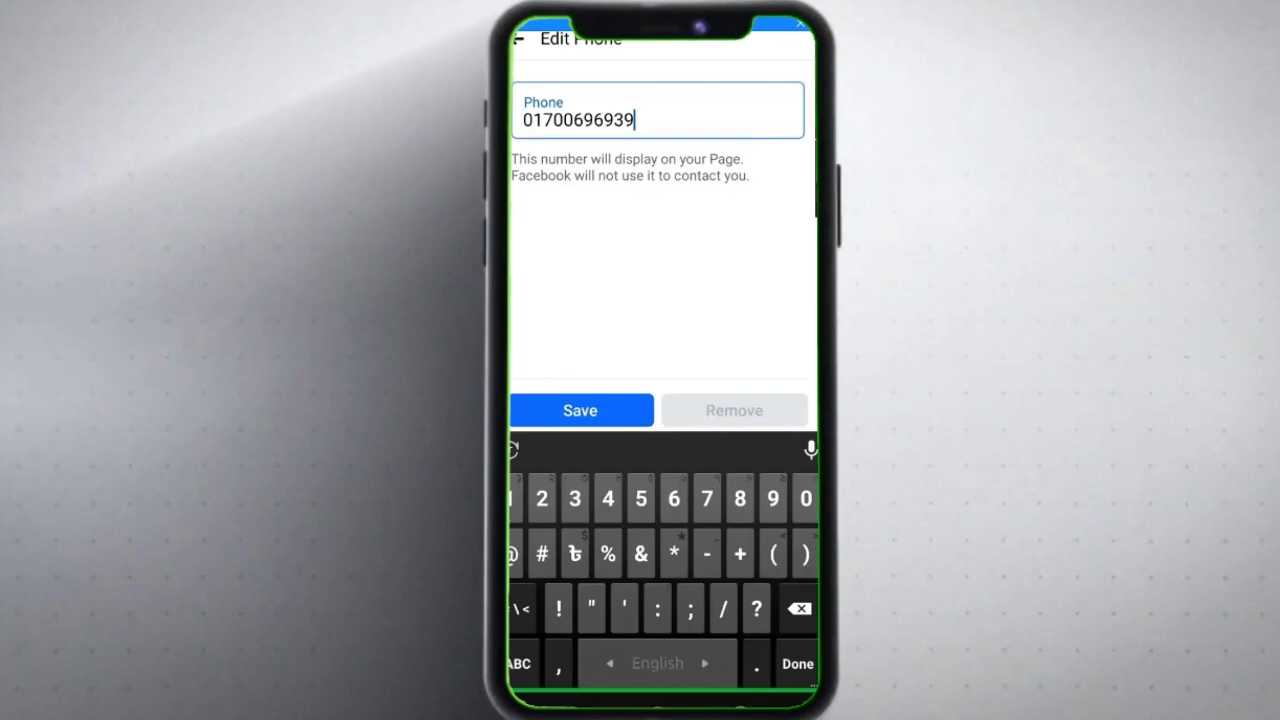 Edit Phone
Phone
01700696939
This number will display on your Page.
Facebook will not use it to contact you.
Save Remove
1 2 3 4 5 6 7 8 9 0
@ # ৳ % & * - + ( )
\ < ! " ' : ; / ?
ABC , English . Done